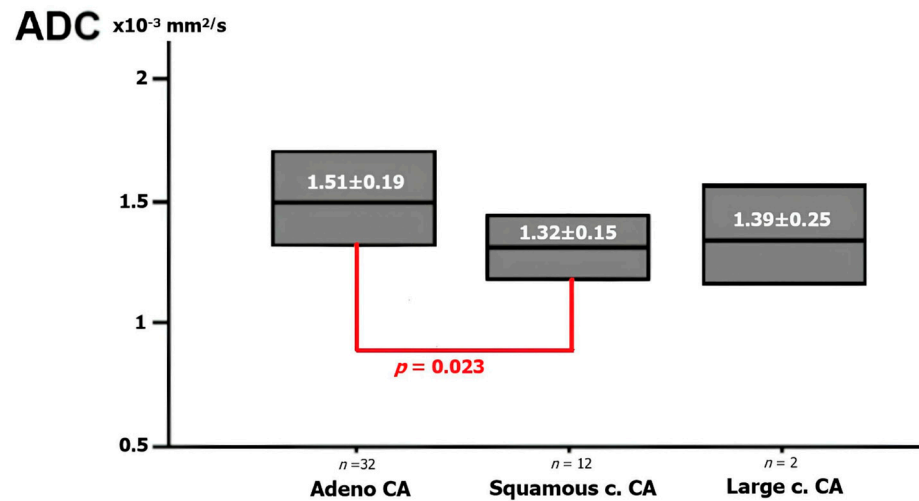 ADC x10⁻³ mm²/s
2
1.51±0.19
1.5
1.32±0.15
1.39±0.25
1
p = 0.023
0.5
n =32
n = 12
n = 2
Adeno CA
Squamous c. CA
Large c. CA